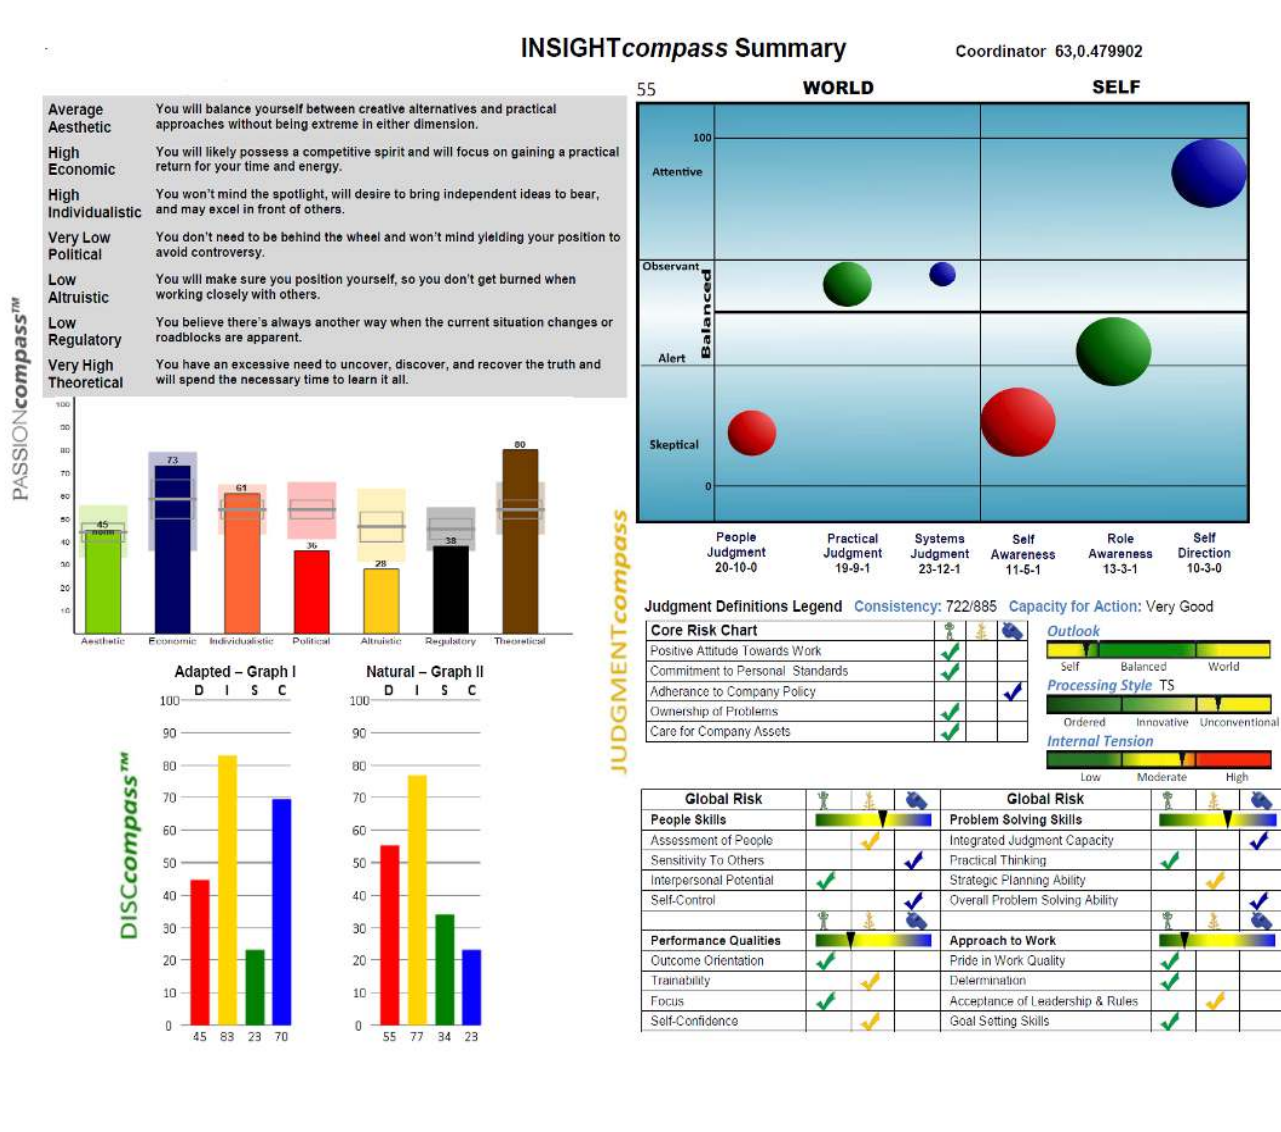 INSIGHTcompass Summary
Coordinator 63,0.479902
Average Aesthetic
You will balance yourself between creative alternatives and practical
approaches without being extreme in either dimension.
High Economic
You will likely possess a competitive spirit and will focus on gaining a practical
return for your time and energy.
High Individualistic
You won't mind the spotlight, will desire to bring independent ideas to bear,
and may excel in front of others.
Very Low Political
You don't need to be behind the wheel and won't mind yielding your position to
avoid controversy.
Low Altruistic
You will make sure you position yourself, so you don't get burned when
working closely with others.
Low Regulatory
You believe there's always another way when the current situation changes or
roadblocks are apparent.
Very High Theoretical
You have an excessive need to uncover, discover, and recover the truth and
will spend the necessary time to learn it all.
PASSIONcompass™
100
90
80
70
60
50
40
30
20
10
45
73
61
36
28
38
80
Aesthetic Economic Individualistic Political Altruistic Regulatory Theoretical
DISCcompass™
Adapted – Graph I
D I S C
100
90
80
70
60
50
40
30
20
10
0
45 83 23 70
Natural – Graph II
D I S C
100
90
80
70
60
50
40
30
20
10
0
55 77 34 23
JUDGMENTcompass
55 WORLD SELF
100
Attentive
Observant
Balanced
Alert
Skeptical
0
People Judgment 20-10-0
Practical Judgment 19-9-1
Systems Judgment 23-12-1
Self Awareness 11-5-1
Role Awareness 13-3-1
Self Direction 10-3-0
Judgment Definitions Legend Consistency: 722/885 Capacity for Action: Very Good
Core Risk Chart
Positive Attitude Towards Work
Commitment to Personal Standards
Adherance to Company Policy
Ownership of Problems
Care for Company Assets
Outlook
Self Balanced World
Processing Style TS
Ordered Innovative Unconventional
Internal Tension
Low Moderate High
Global Risk
People Skills
Assessment of People
Sensitivity To Others
Interpersonal Potential
Self-Control
Performance Qualities
Outcome Orientation
Trainability
Focus
Self-Confidence
Global Risk
Problem Solving Skills
Integrated Judgment Capacity
Practical Thinking
Strategic Planning Ability
Overall Problem Solving Ability
Approach to Work
Pride in Work Quality
Determination
Acceptance of Leadership & Rules
Goal Setting Skills